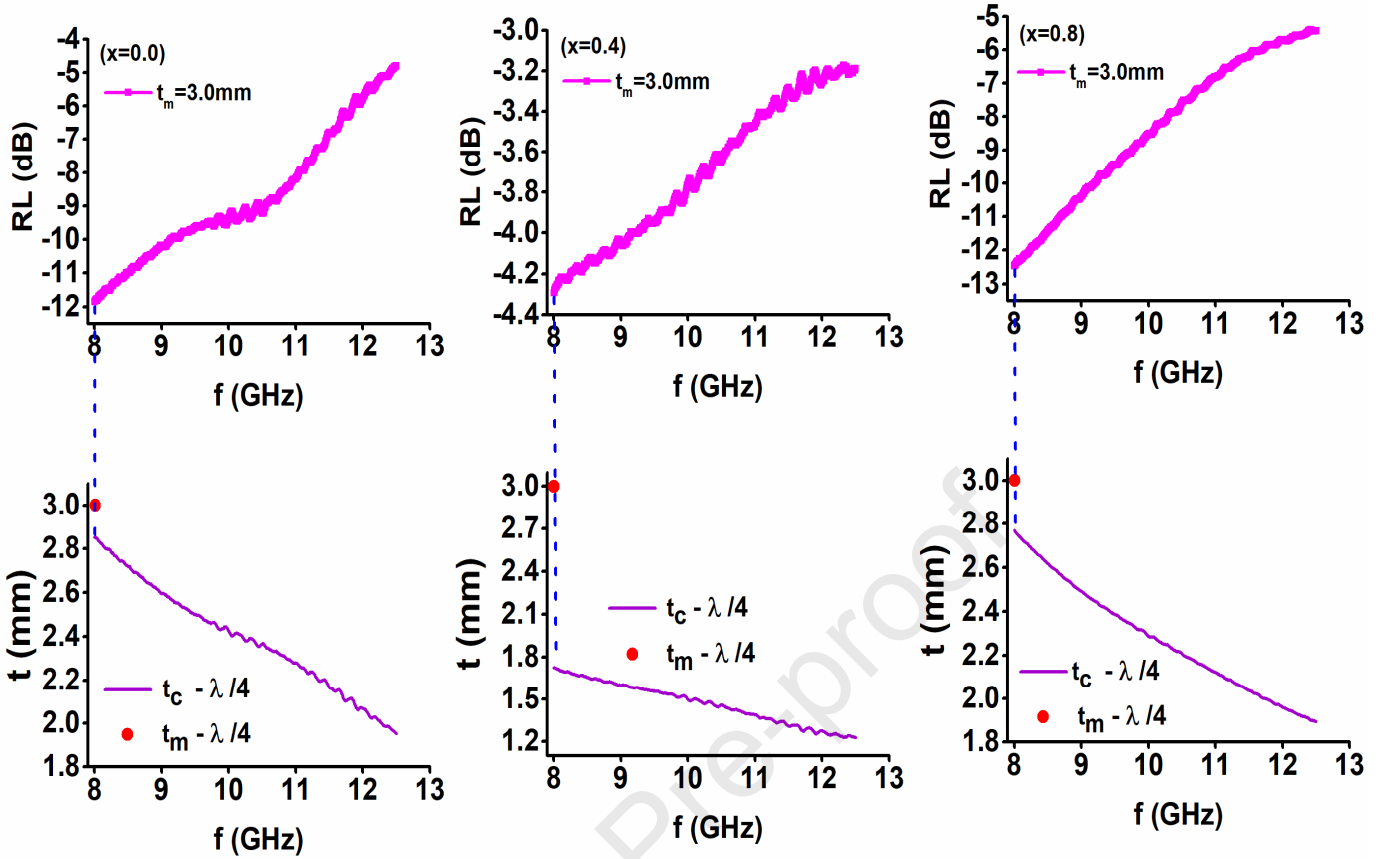 (x=0.0)
tm=3.0mm
RL (dB)
-4
-5
-6
-7
-8
-9
-10
-11
-12
8 9 10 11 12 13
f (GHz)
(x=0.4)
tm=3.0mm
RL (dB)
-3.0
-3.2
-3.4
-3.6
-3.8
-4.0
-4.2
-4.4
8 9 10 11 12 13
f (GHz)
(x=0.8)
tm=3.0mm
RL (dB)
-5
-6
-7
-8
-9
-10
-11
-12
-13
8 9 10 11 12 13
f (GHz)
t (mm)
3.0
2.8
2.6
2.4
2.2
2.0
1.8
tc - λ /4
tm - λ /4
8 9 10 11 12 13
f (GHz)
t (mm)
3.0
2.7
2.4
2.1
1.8
1.5
1.2
tc - λ /4
tm - λ /4
8 9 10 11 12 13
f (GHz)
t (mm)
3.0
2.8
2.6
2.4
2.2
2.0
1.8
tc - λ /4
tm - λ /4
8 9 10 11 12 13
f (GHz)
Pre-proof